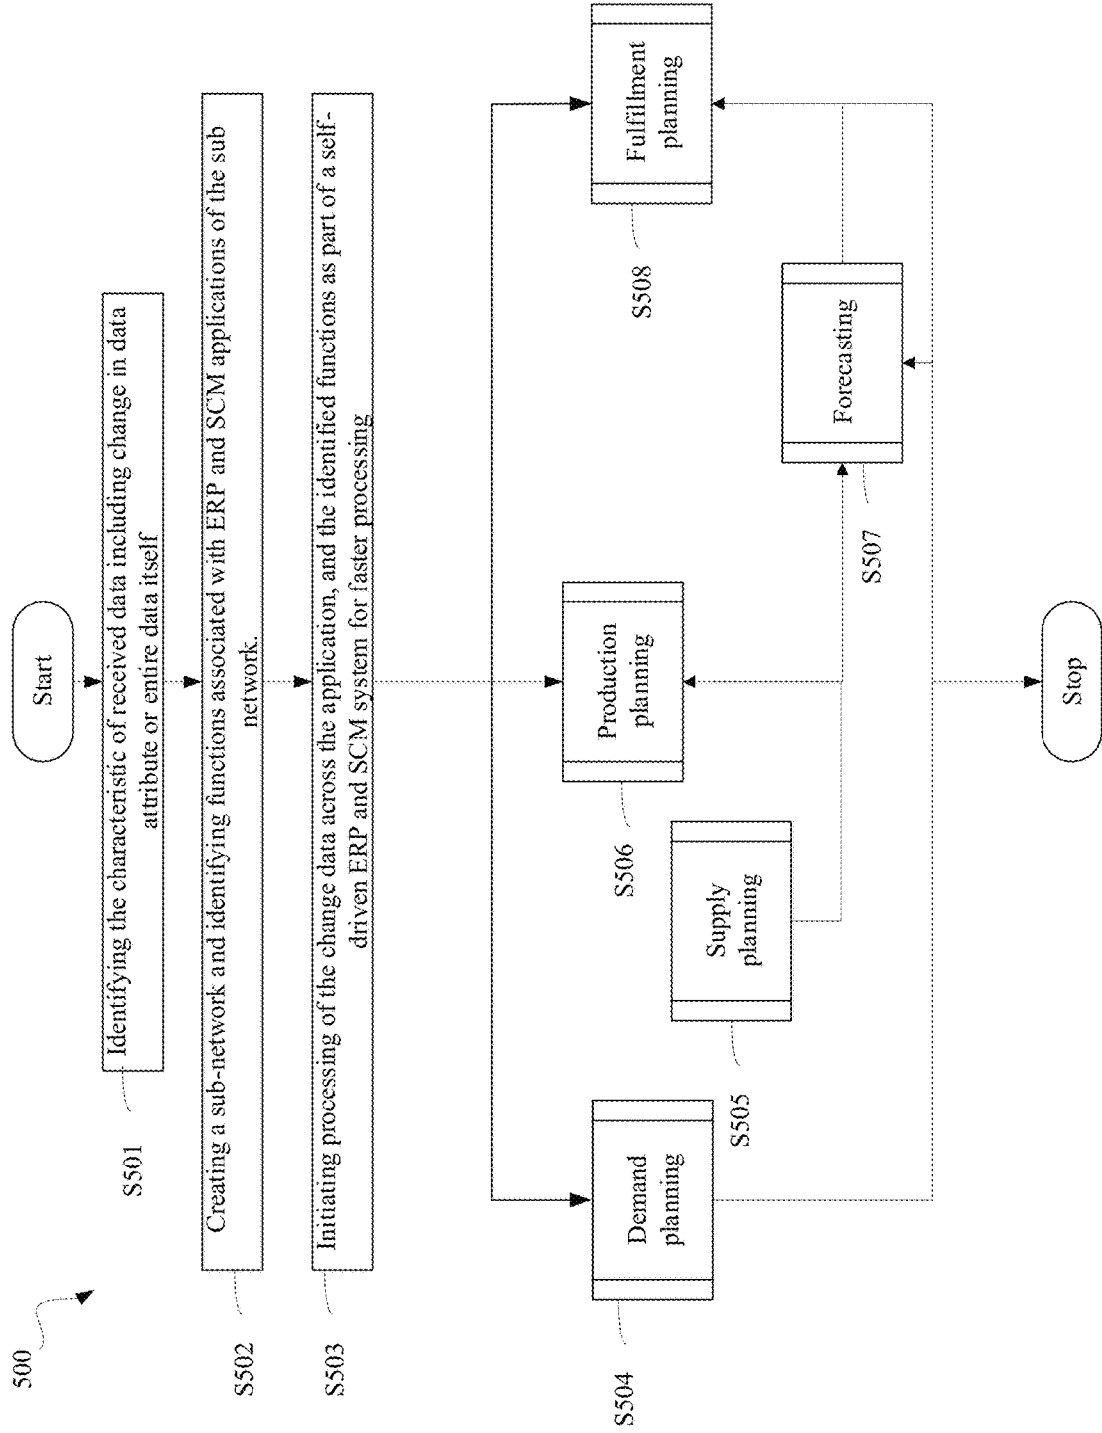 500
Start
S501
Identifying the characteristic of received data including change in data
attribute or entire data itself
S502
Creating a sub-network and identifying functions associated with ERP and SCM applications of the sub
network.
S503
Initiating processing of the change data across the application, and the identified functions as part of a self-
driven ERP and SCM system for faster processing
S504
Demand
planning
S505
Supply
planning
S506
Production
planning
S507
Forecasting
S508
Fulfillment
planning
Stop